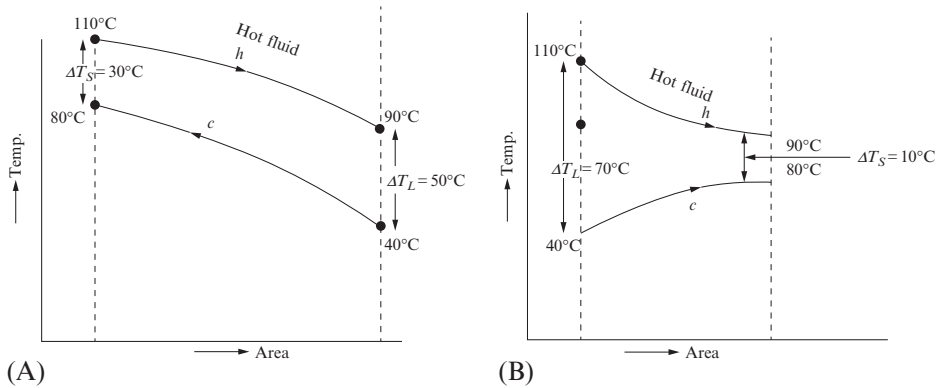 110°C
Hot fluid
h
ΔT_S = 30°C
80°C
c
90°C
ΔT_L = 50°C
40°C
Temp.
Area
(A)
110°C
Hot fluid
h
90°C
ΔT_L = 70°C
80°C
ΔT_S = 10°C
c
40°C
Temp.
Area
(B)